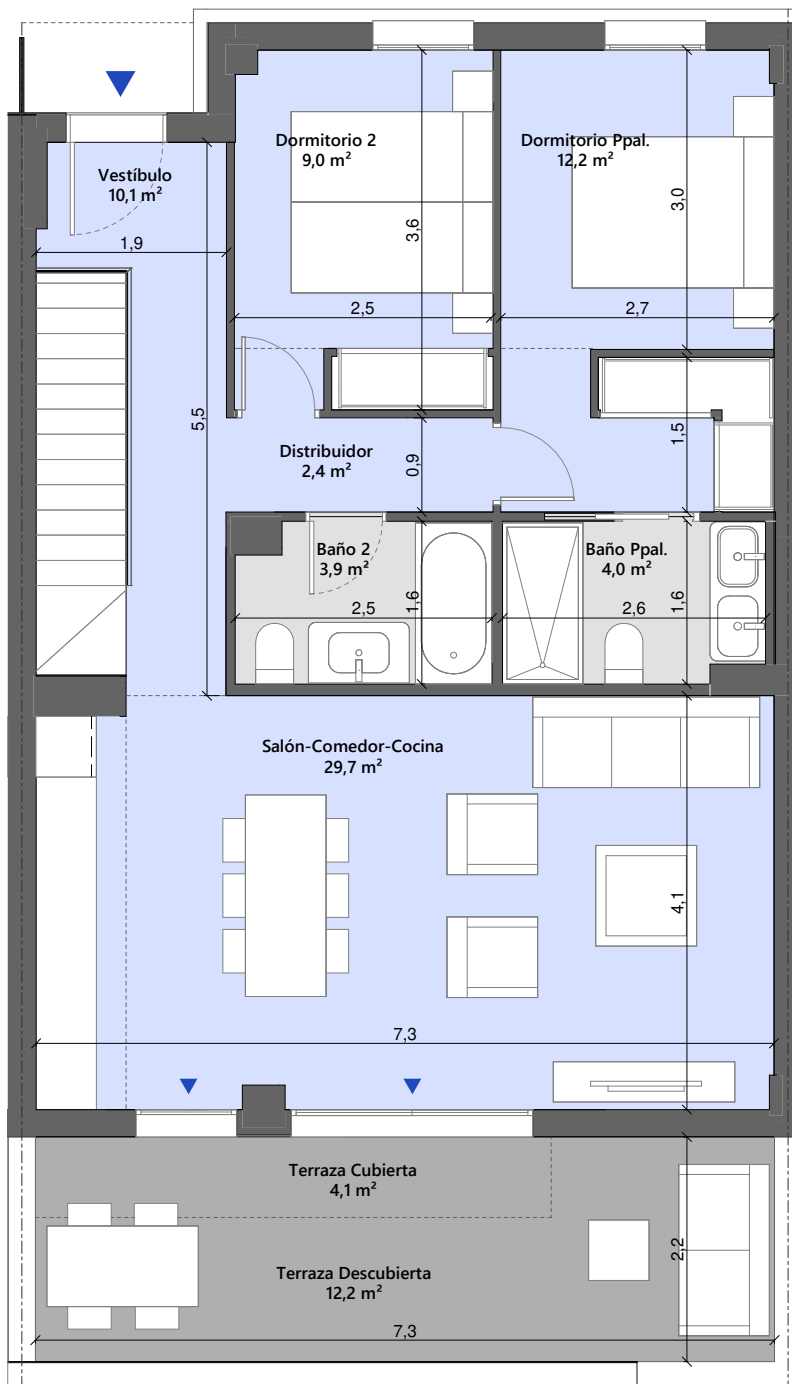 Dormitorio 2
9,0 m²
Dormitorio Ppal.
12,2 m²
Vestíbulo
10,1 m²
3,6
3,0
1,9
2,5
2,7
5,5
Distribuidor
2,4 m²
0,9
1,5
Baño 2
3,9 m²
Baño Ppal.
4,0 m²
2,5
1,6
2,6
1,6
Salón-Comedor-Cocina
29,7 m²
4,1
7,3
Terraza Cubierta
4,1 m²
2,2
Terraza Descubierta
12,2 m²
7,3